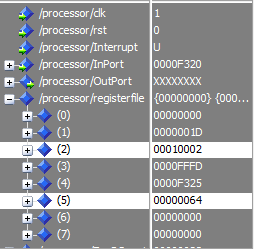 /processor/clk 1
/processor/rst 0
/processor/Interrupt U
/processor/InPort 0000F320
/processor/OutPort XXXXXXXX
/processor/registerfile {00000000} {000...
(0) 00000000
(1) 0000001D
(2) 00010002
(3) 0000FFFD
(4) 0000F325
(5) 00000064
(6) 00000000
(7) 00000000